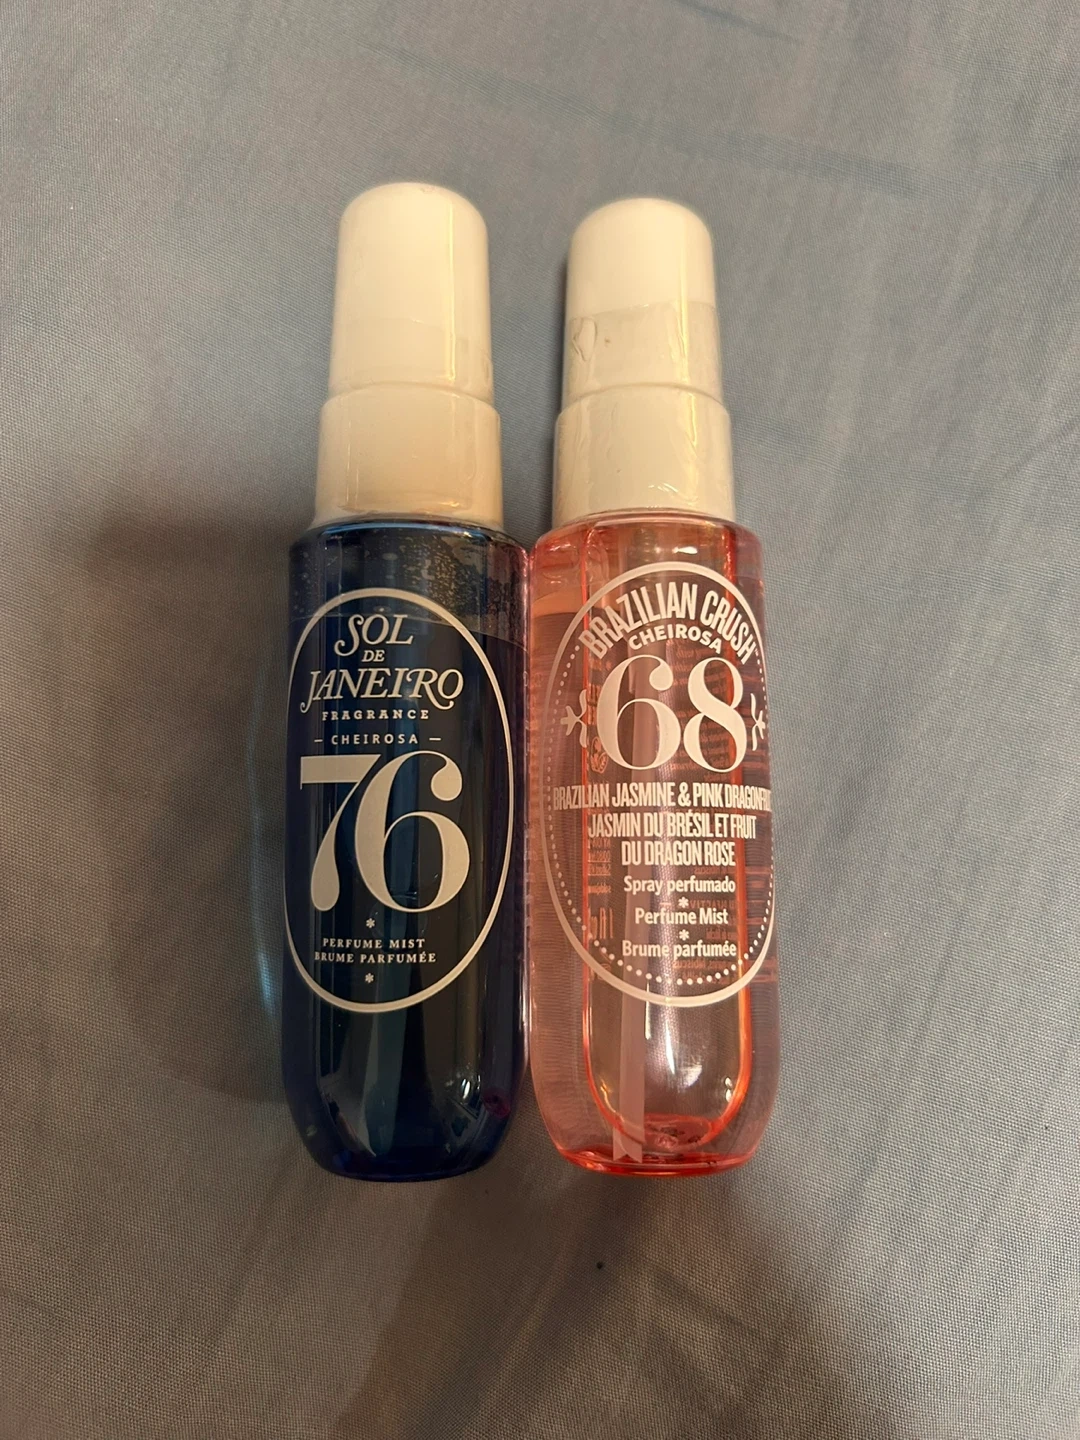 SOL
DE
JANEIRO
FRAGRANCE
— CHEIROSA —
76
PERFUME MIST
BRUME PARFUMÉE
BRAZILIAN CRUSH
CHEIROSA
68
BRAZILIAN JASMINE & PINK
JASMIN DU BRÉSIL ET FRUIT
DU DRAGON ROSE
Spray perfumado
Perfume Mist
Brume parfumée